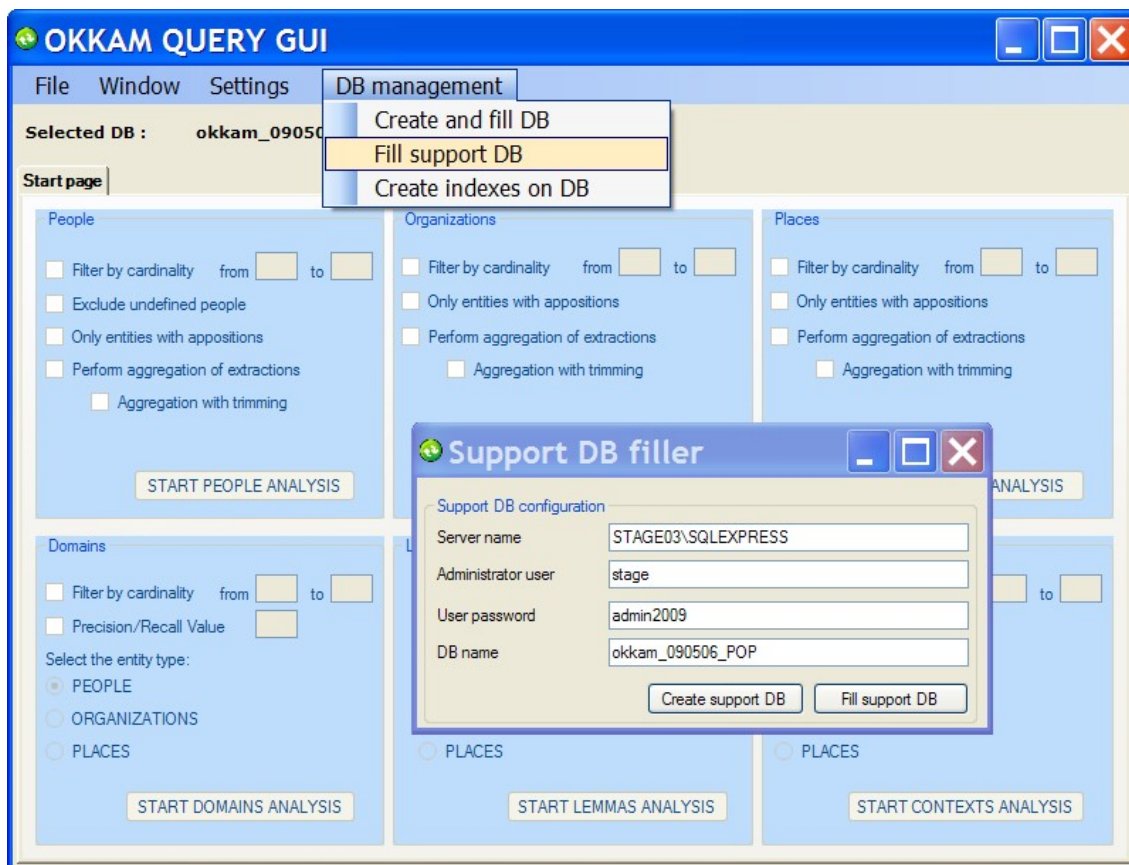 OKKAM QUERY GUI
File Window Settings DB management
Create and fill DB
Selected DB : okkam_0905
Fill support DB
Create indexes on DB
Start page
People
Filter by cardinality from to
Exclude undefined people
Only entities with appositions
Perform aggregation of extractions
Aggregation with trimming
START PEOPLE ANALYSIS
Organizations
Filter by cardinality from to
Only entities with appositions
Perform aggregation of extractions
Aggregation with trimming
Places
Filter by cardinality from to
Only entities with appositions
Perform aggregation of extractions
Aggregation with trimming
ANALYSIS
Support DB filler
Support DB configuration
Server name STAGE03\SQLEXPRESS
Administrator user stage
User password admin2009
DB name okkam_090506_POP
Create support DB Fill support DB
Domains
Filter by cardinality from to
Precision/Recall Value
Select the entity type:
PEOPLE
ORGANIZATIONS
PLACES
START DOMAINS ANALYSIS
L
PLACES
START LEMMAS ANALYSIS
to
PLACES
START CONTEXTS ANALYSIS